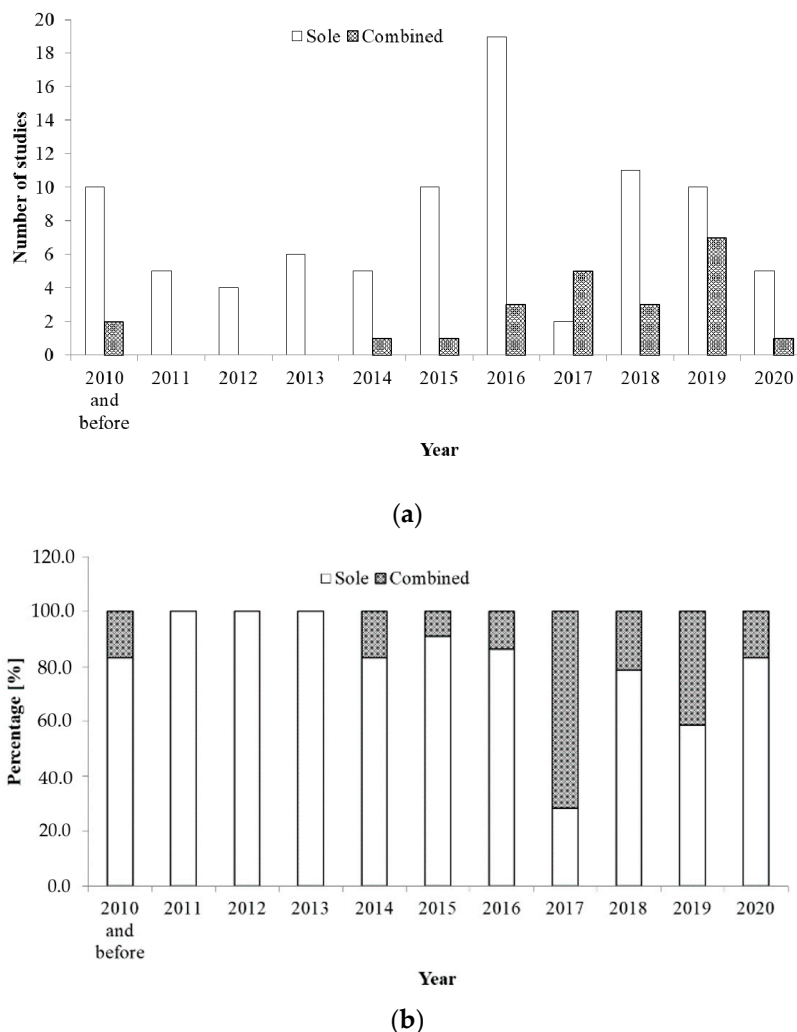 20
18
16
14
12
10
8
6
4
2
0
Number of studies
Sole Combined
2010 2011 2012 2013 2014 2015 2016 2017 2018 2019 2020
and
before
Year
(a)
120.0
100.0
80.0
60.0
40.0
20.0
0.0
Percentage [%]
Sole Combined
2010 2011 2012 2013 2014 2015 2016 2017 2018 2019 2020
and
before
Year
(b)